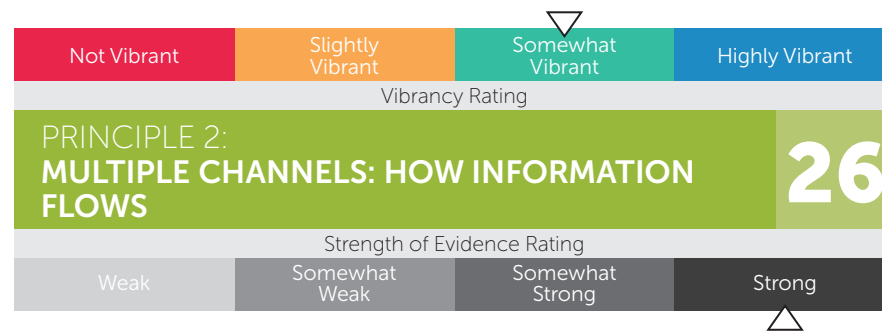 Not Vibrant
Slightly
Vibrant
Somewhat
Vibrant
Highly Vibrant
Vibrancy Rating
PRINCIPLE 2:
MULTIPLE CHANNELS: HOW INFORMATION
FLOWS
26
Strength of Evidence Rating
Weak
Somewhat
Weak
Somewhat
Strong
Strong